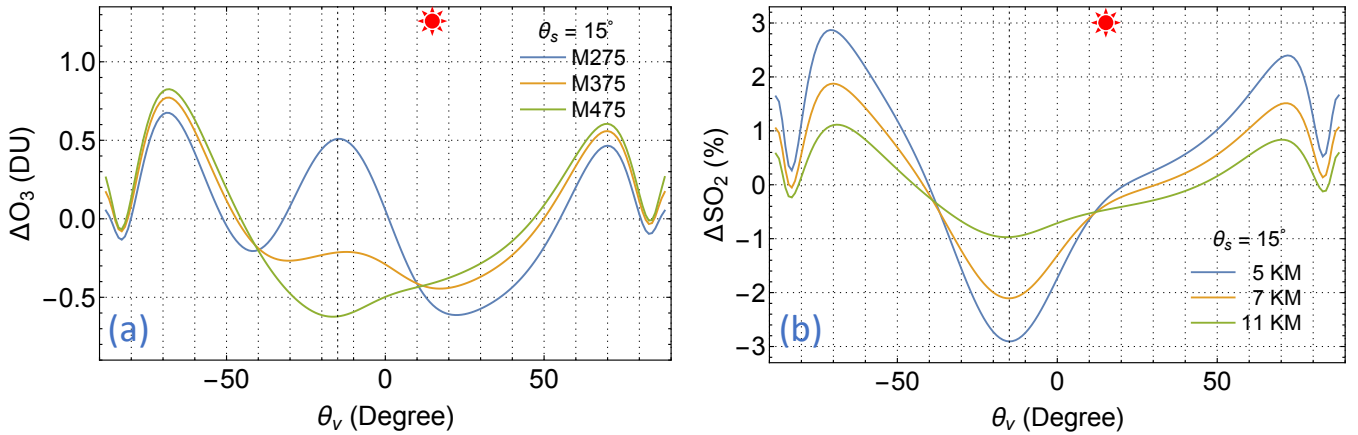 θs = 15°
M275
M375
M475
1.0
0.5
0.0
−0.5
ΔO3 (DU)
(a)
−50
0
50
θv (Degree)
3
2
1
0
−1
−2
−3
ΔSO2 (%)
θs = 15°
5 KM
7 KM
11 KM
(b)
−50
0
50
θv (Degree)